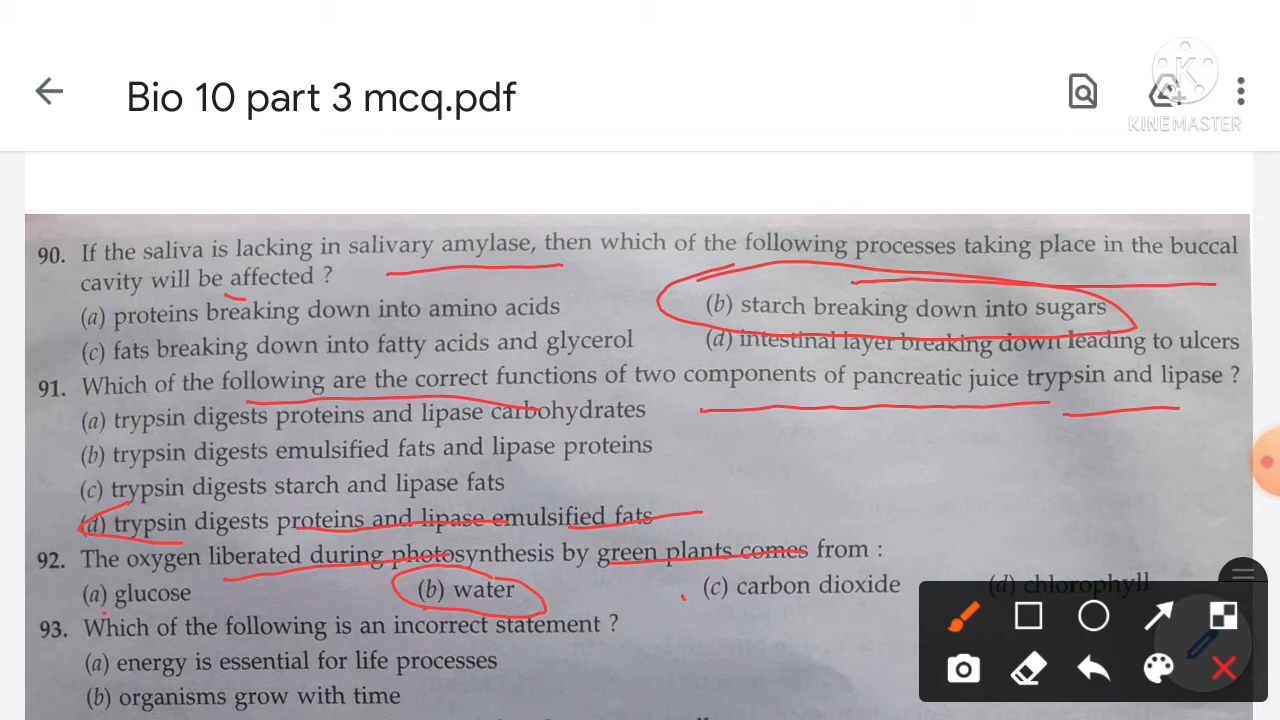 Bio 10 part 3 mcq.pdf
KINEMASTER
90. If the saliva is lacking in salivary amylase, then which of the following processes taking place in the buccal
cavity will be affected ?
(a) proteins breaking down into amino acids (b) starch breaking down into sugars
(c) fats breaking down into fatty acids and glycerol (d) intestinal layer breaking down leading to ulcers
91. Which of the following are the correct functions of two components of pancreatic juice trypsin and lipase ?
(a) trypsin digests proteins and lipase carbohydrates
(b) trypsin digests emulsified fats and lipase proteins
(c) trypsin digests starch and lipase fats
(d) trypsin digests proteins and lipase emulsified fats
92. The oxygen liberated during photosynthesis by green plants comes from :
(a) glucose (b) water (c) carbon dioxide (d) chlorophyll
93. Which of the following is an incorrect statement ?
(a) energy is essential for life processes
(b) organisms grow with time